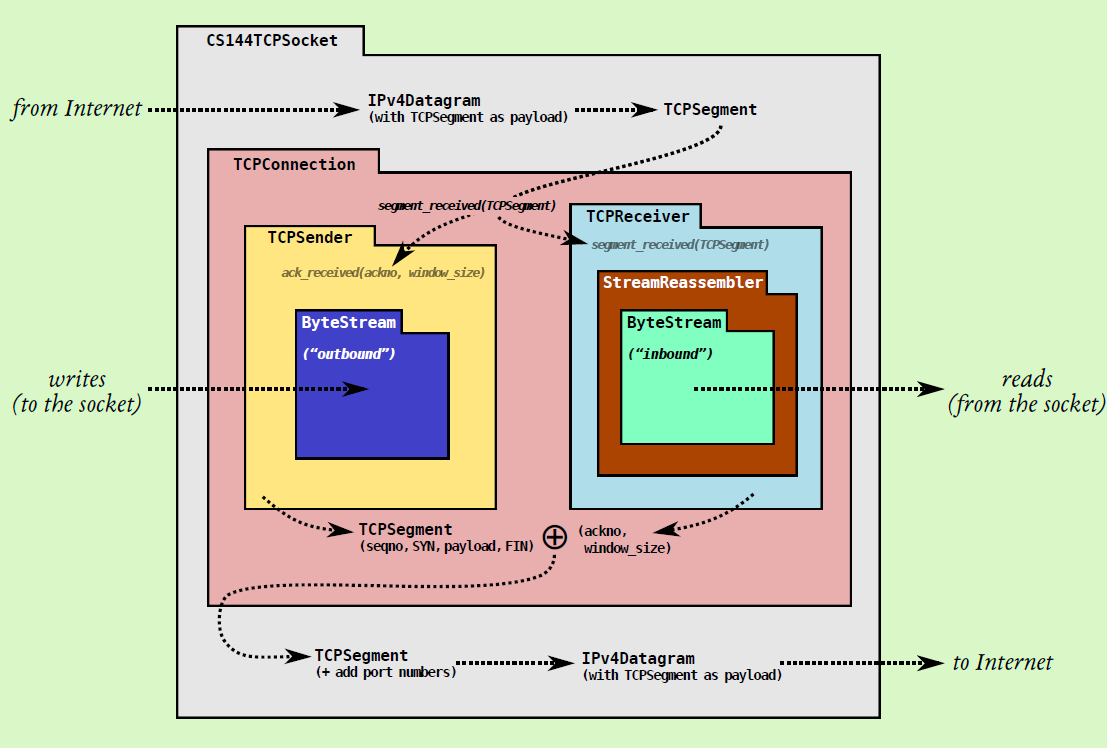 CS144TCPSocket
from Internet
IPv4Datagram
(with TCPSegment as payload)
TCPSegment
TCPConnection
segment_received(TCPSegment)
TCPSender
ack_received(ackno, window_size)
ByteStream
(“outbound”)
TCPReceiver
segment_received(TCPSegment)
StreamReassembler
ByteStream
(“inbound”)
writes
(to the socket)
reads
(from the socket)
TCPSegment
(seqno, SYN, payload, FIN)
(ackno,
window_size)
TCPSegment
(+ add port numbers)
IPv4Datagram
(with TCPSegment as payload)
to Internet